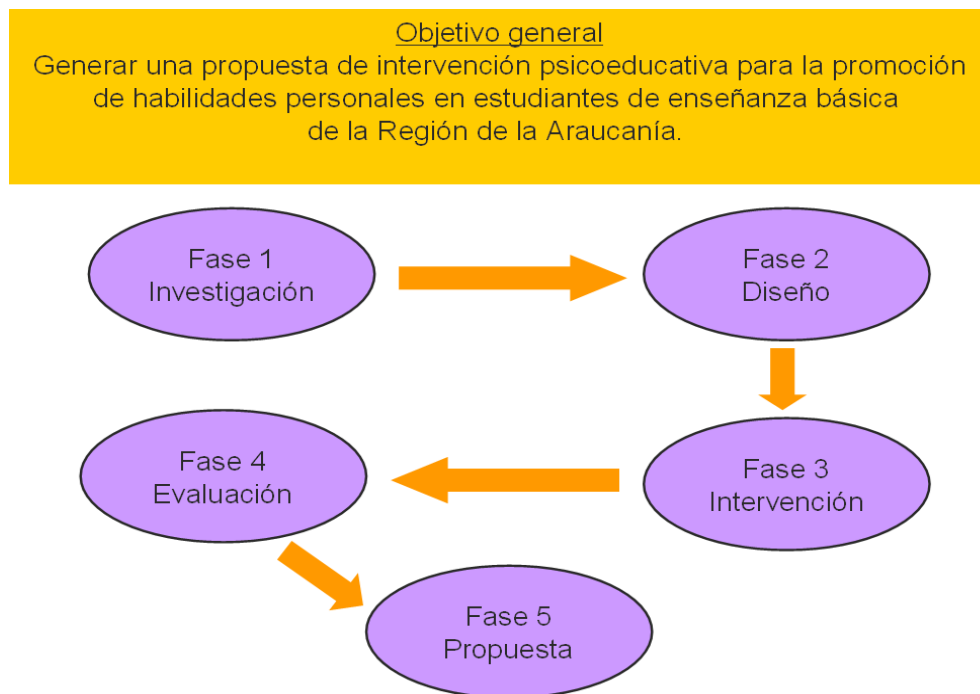 Objetivo general
Generar una propuesta de intervención psicoeducativa para la promoción
de habilidades personales en estudiantes de enseñanza básica
de la Región de la Araucanía.
Fase 1
Investigación
Fase 2
Diseño
Fase 3
Intervención
Fase 4
Evaluación
Fase 5
Propuesta